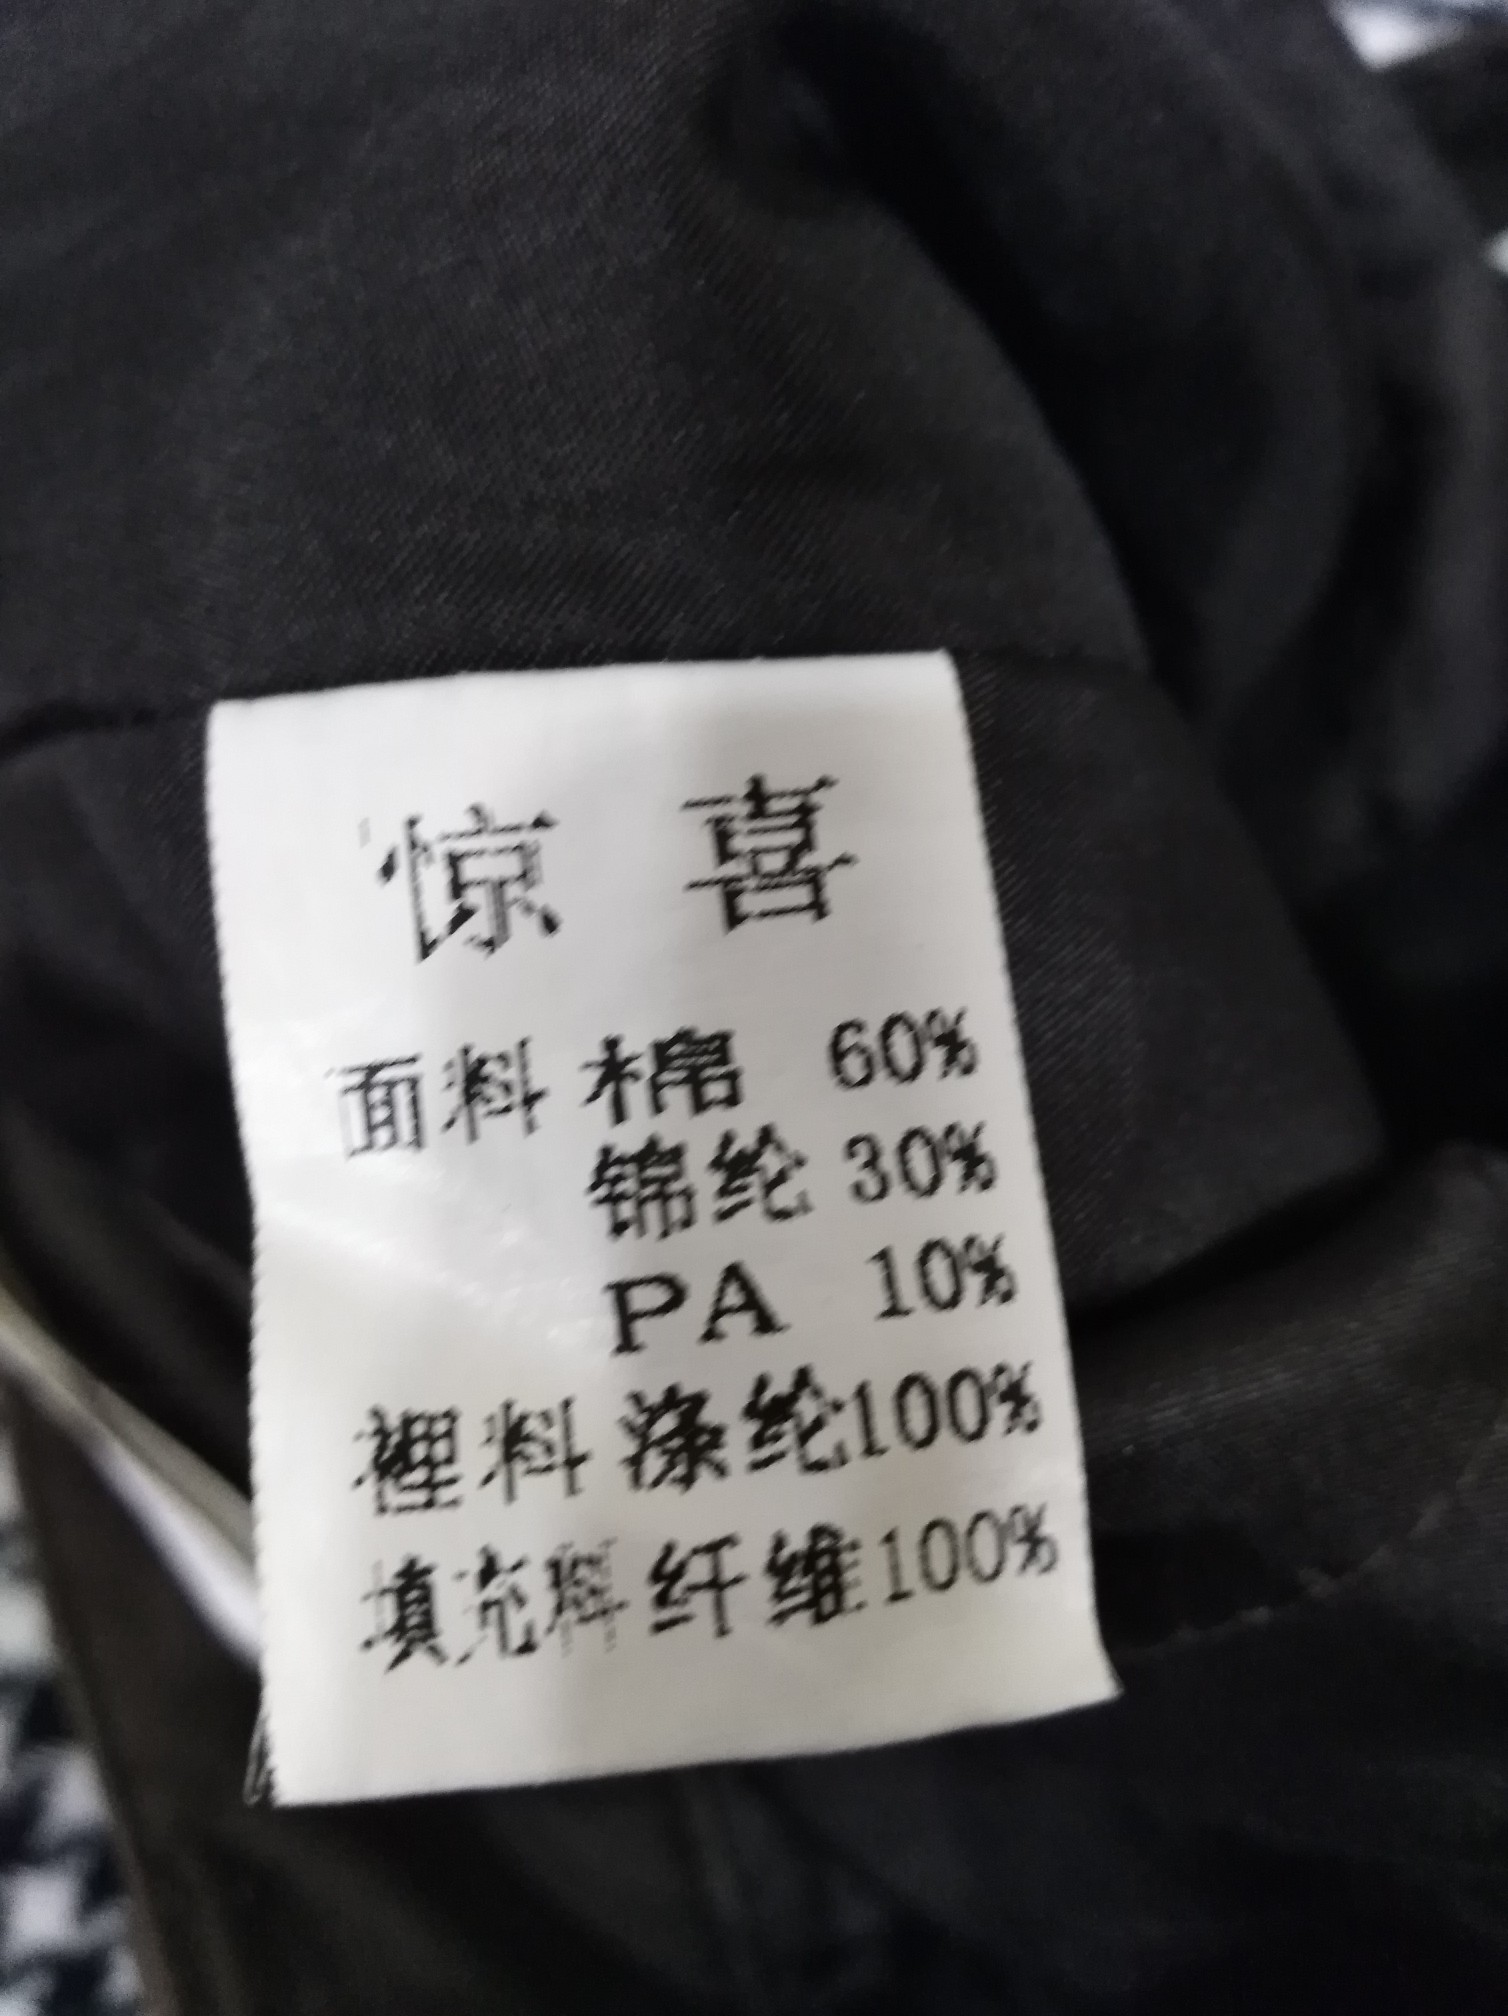 惊 喜
面料 棉 60%
锦纶 30%
PA 10%
裡料 涤纶100%
填充料 纤维100%